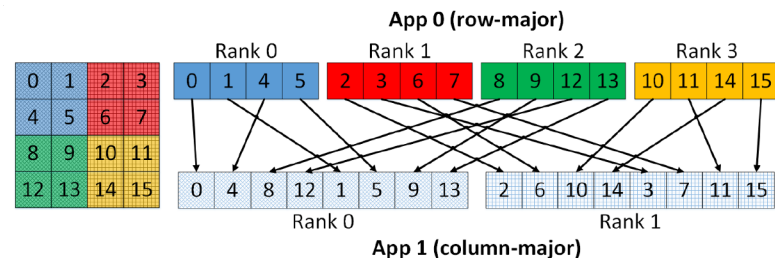 App 0 (row-major)
Rank 0 Rank 1 Rank 2 Rank 3
0 1 2 3
4 5 6 7
8 9 10 11
12 13 14 15
0 1 4 5 2 3 6 7 8 9 12 13 10 11 14 15
0 4 8 12 1 5 9 13 2 6 10 14 3 7 11 15
Rank 0 Rank 1
App 1 (column-major)